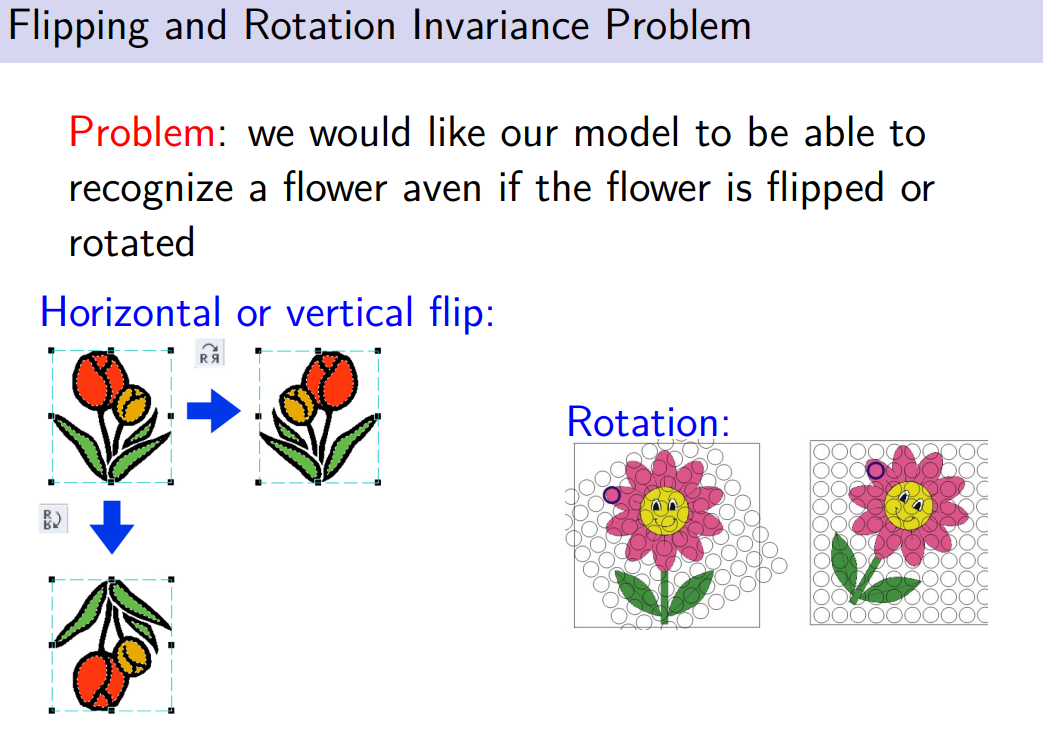 Flipping and Rotation Invariance Problem
Problem: we would like our model to be able to
recognize a flower aven if the flower is flipped or
rotated
Horizontal or vertical flip:
R Я
Rotation:
R